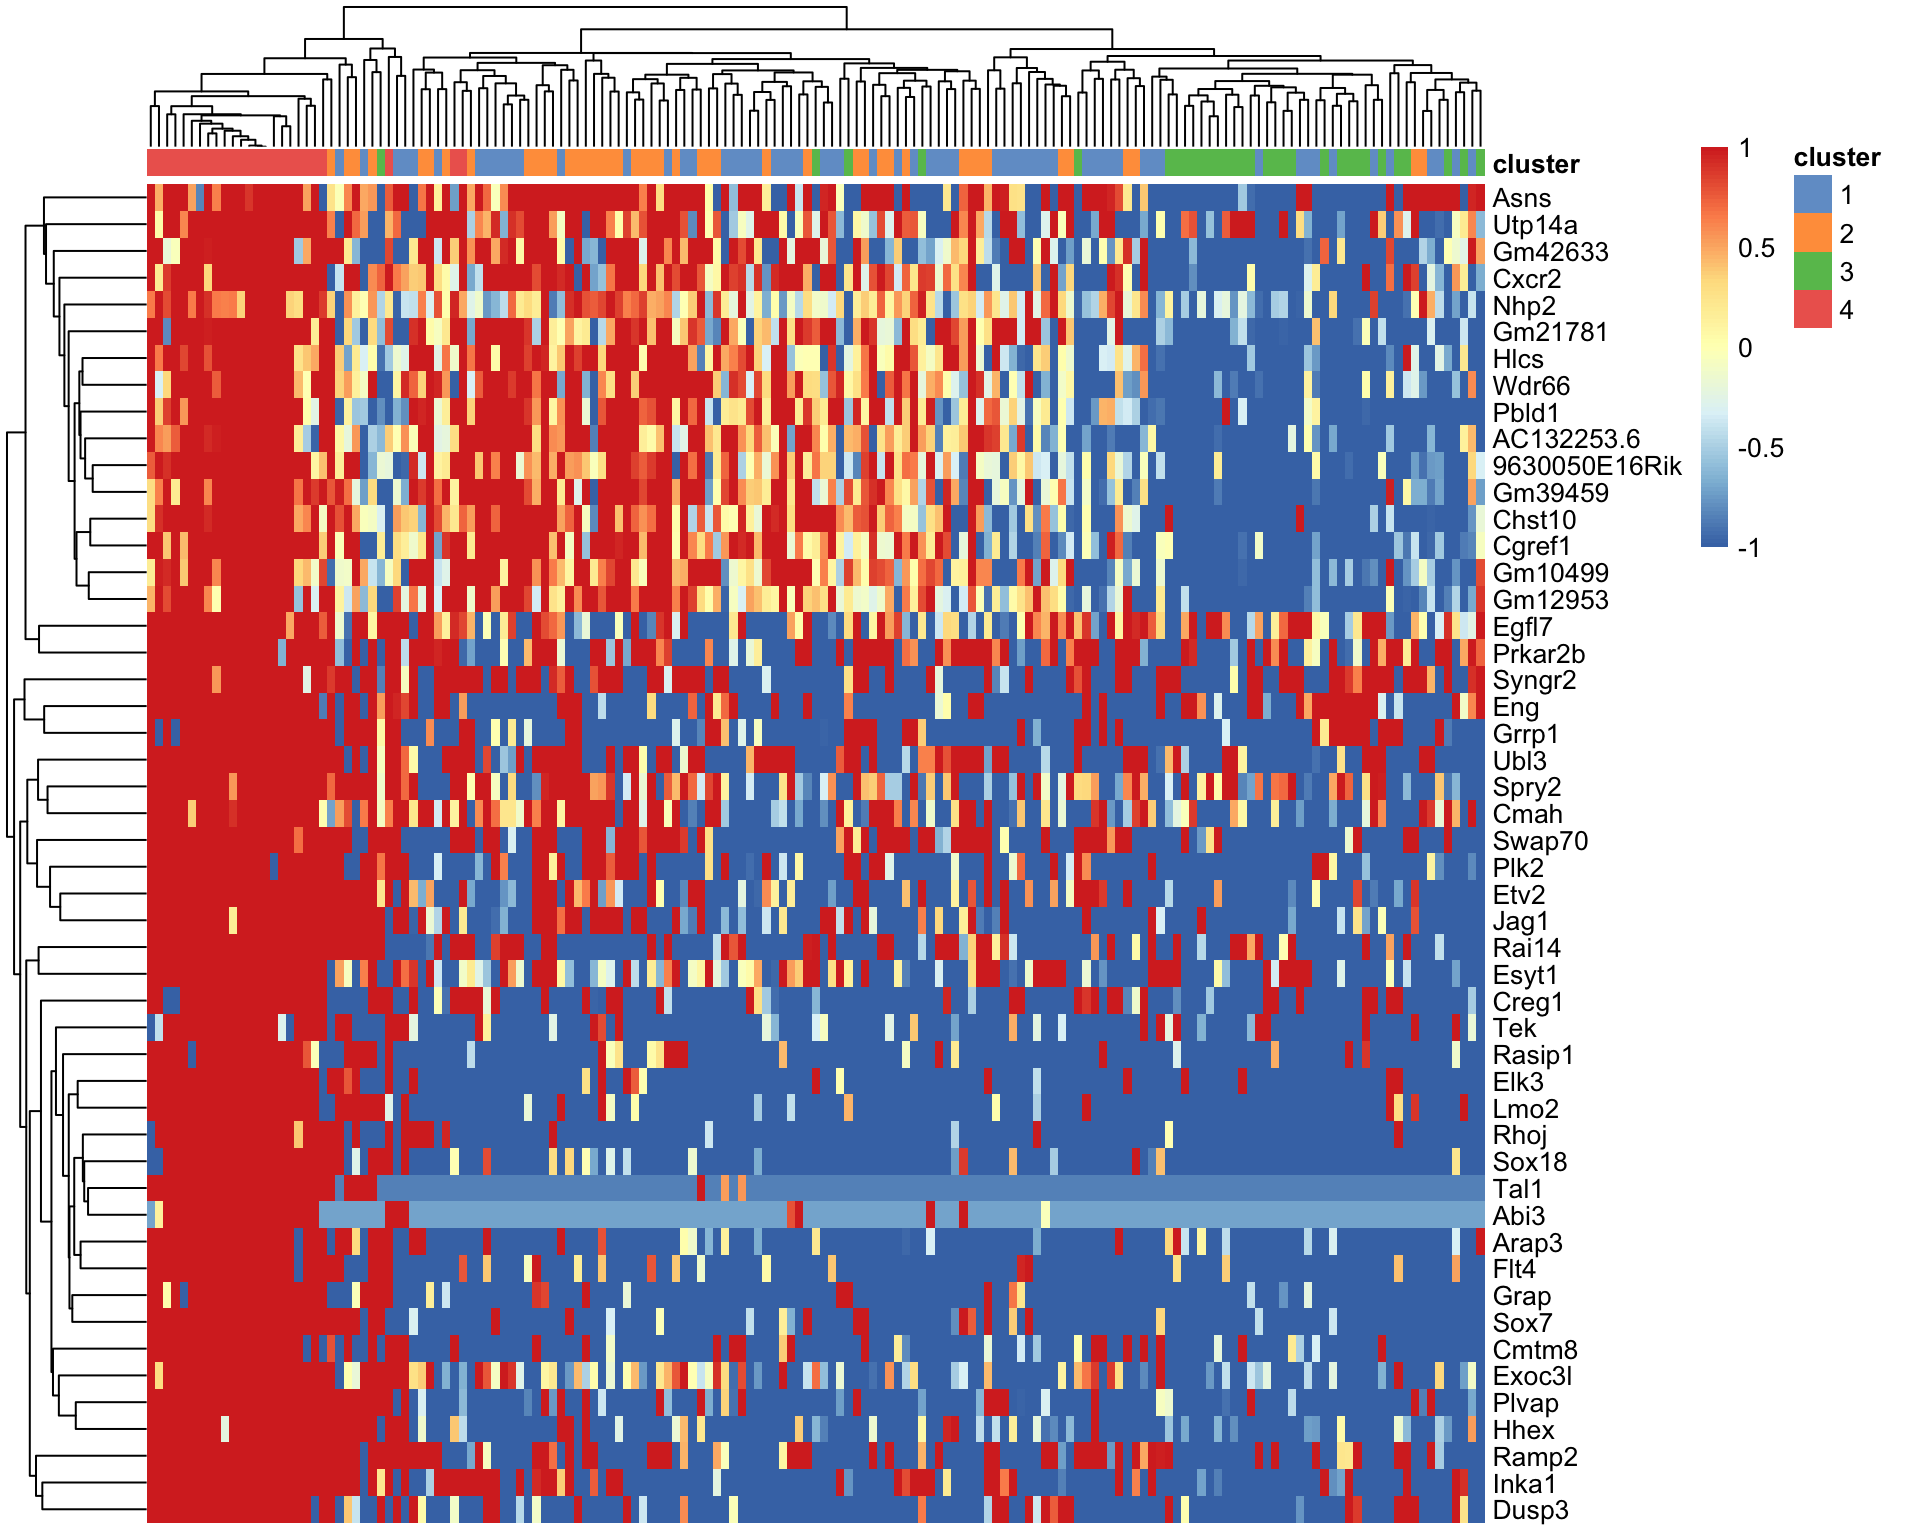 cluster
Asns
Utp14a
Gm42633
Cxcr2
Nhp2
Gm21781
Hlcs
Wdr66
Pbld1
AC132253.6
9630050E16Rik
Gm39459
Chst10
Cgref1
Gm10499
Gm12953
Egfl7
Prkar2b
Syngr2
Eng
Grrp1
Ubl3
Spry2
Cmah
Swap70
Plk2
Etv2
Jag1
Rai14
Esyt1
Creg1
Tek
Rasip1
Elk3
Lmo2
Rhoj
Sox18
Tal1
Abi3
Arap3
Flt4
Grap
Sox7
Cmtm8
Exoc3l
Plvap
Hhex
Ramp2
Inka1
Dusp3
1
0.5
0
-0.5
-1
cluster
1
2
3
4